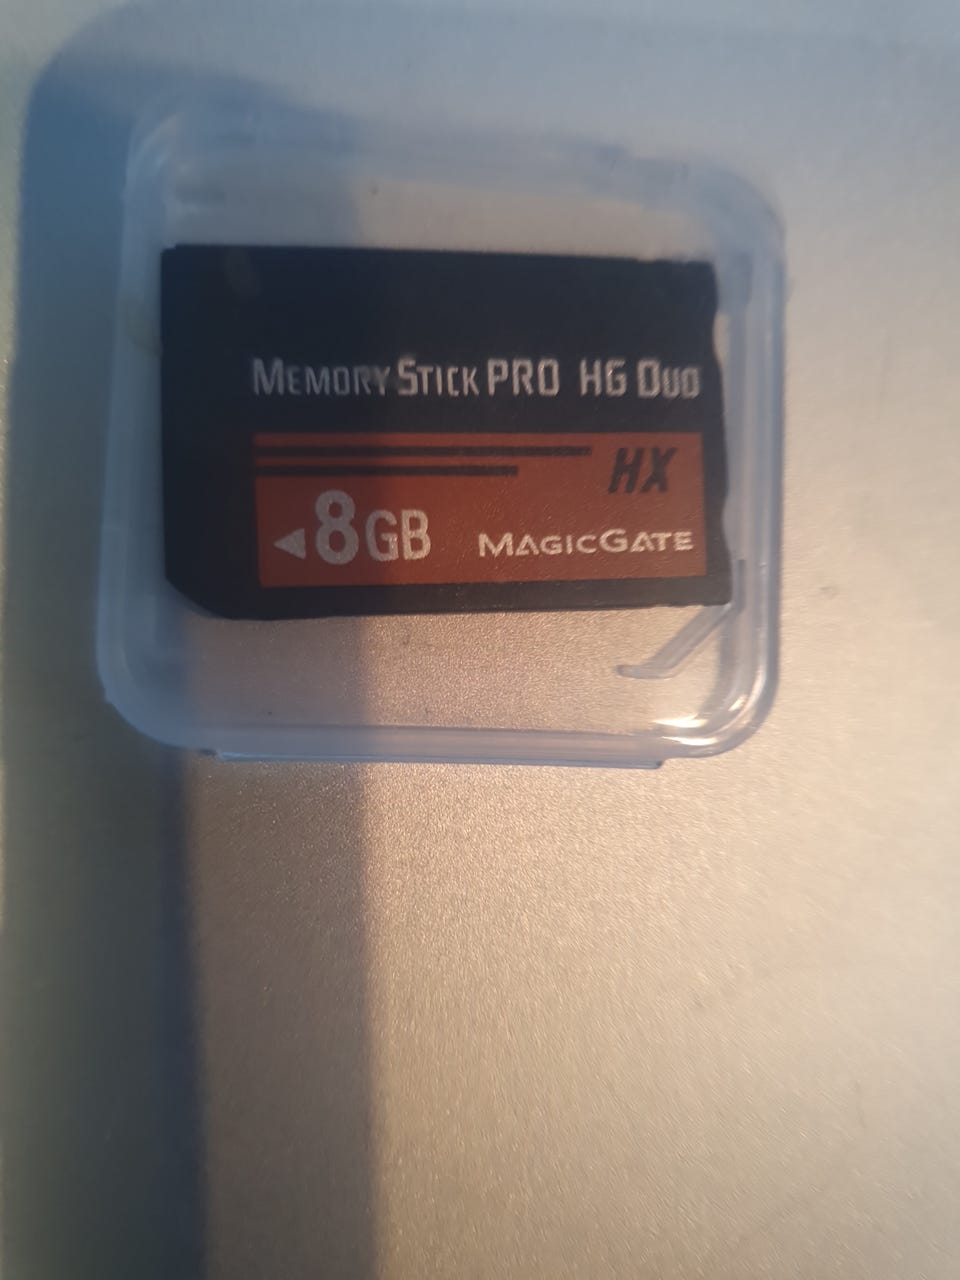 MEMORY STICK PRO HG DUO
HX
8GB MAGICGATE